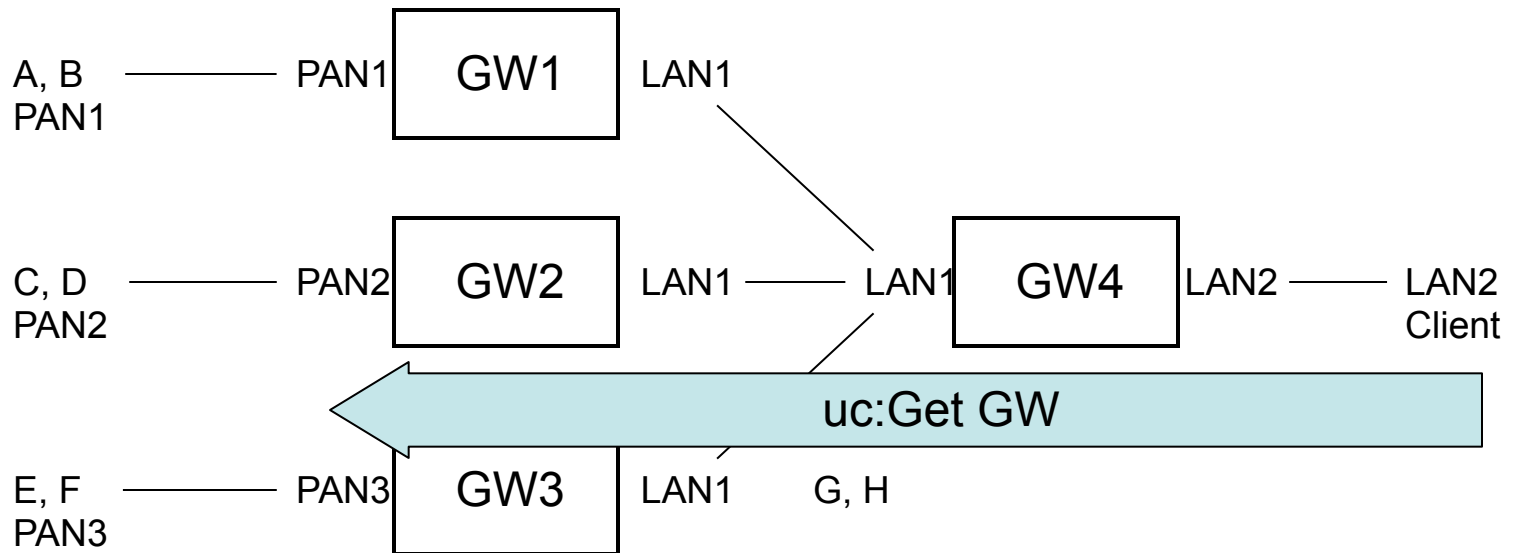 A, B
PAN1
PAN1
GW1
LAN1
C, D
PAN2
PAN2
GW2
LAN1
LAN1
GW4
LAN2
LAN2
Client
uc:Get GW
E, F
PAN3
PAN3
GW3
LAN1
G, H